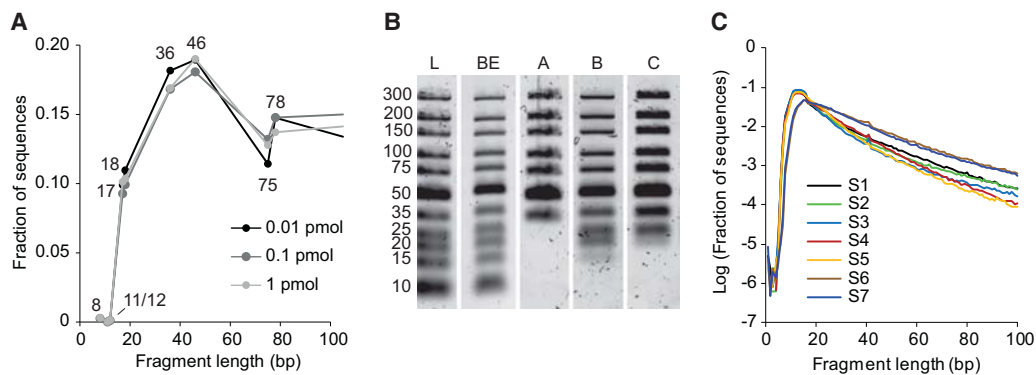 A
Fraction of sequences
0.20
0.15
0.10
0.05
0
8
11/12
17
18
36
46
75
78
0.01 pmol
0.1 pmol
1 pmol
0 20 40 60 80 100
Fragment length (bp)
B
L BE A B C
300
200
150
100
75
50
35
25
20
15
10
C
Log (Fraction of sequences)
0
-1
-2
-3
-4
-5
-6
-7
S1
S2
S3
S4
S5
S6
S7
0 20 40 60 80 100
Fragment length (bp)